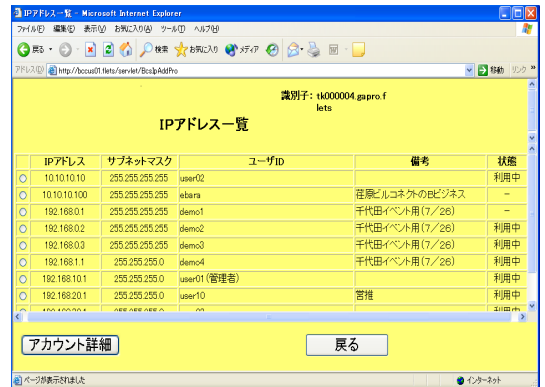 IPアドレス一覧 - Microsoft Internet Explorer
ファイル(F) 編集(E) 表示(V) お気に入り(A) ツール(T) ヘルプ(H)
戻る 検索 お気に入り メディア
アドレス(D) http://bccus01.flets/servlet/BcsIpAddPro 移動 リンク »
識別子: tk000004.gapro.f
lets
IPアドレス一覧
IPアドレス サブネットマスク ユーザID 備考 状態
10.10.10.10 255.255.255.255 user02 利用中
10.10.10.100 255.255.255.255 ebara 荏原ビルコネクトのBビジネス −
192.168.0.1 255.255.255.255 demo1 千代田イベント用(7/26) −
192.168.0.2 255.255.255.255 demo2 千代田イベント用(7/26) 利用中
192.168.0.3 255.255.255.255 demo3 千代田イベント用(7/26) 利用中
192.168.1.1 255.255.255.0 demo4 千代田イベント用(7/26) 利用中
192.168.10.1 255.255.255.0 user01(管理者) 利用中
192.168.20.1 255.255.255.0 user10 営推 利用中
アカウント詳細 戻る
ページが表示されました インターネット